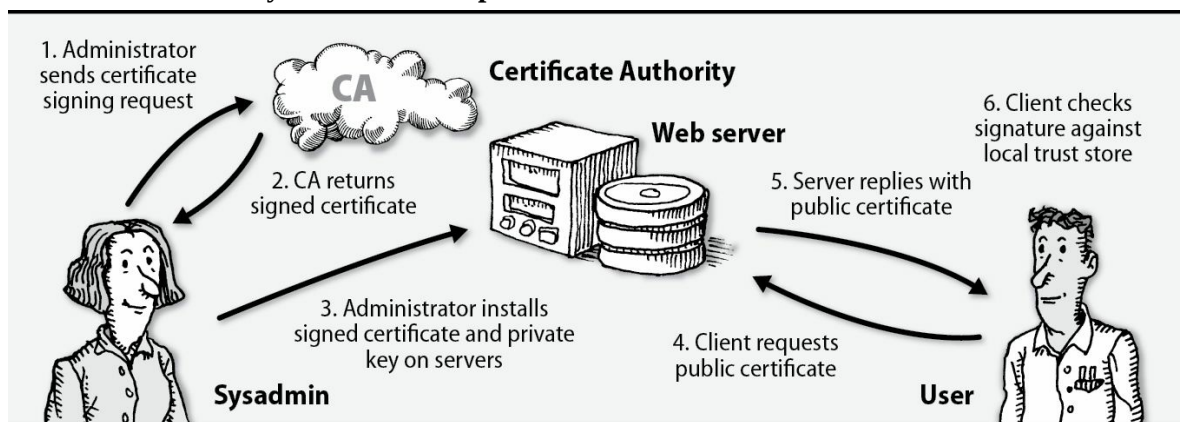 1. Administrator
sends certificate
signing request
CA
Certificate Authority
Web server
6. Client checks
signature against
local trust store
2. CA returns
signed certificate
5. Server replies with
public certificate
3. Administrator installs
signed certificate and private
key on servers
4. Client requests
public certificate
Sysadmin
User